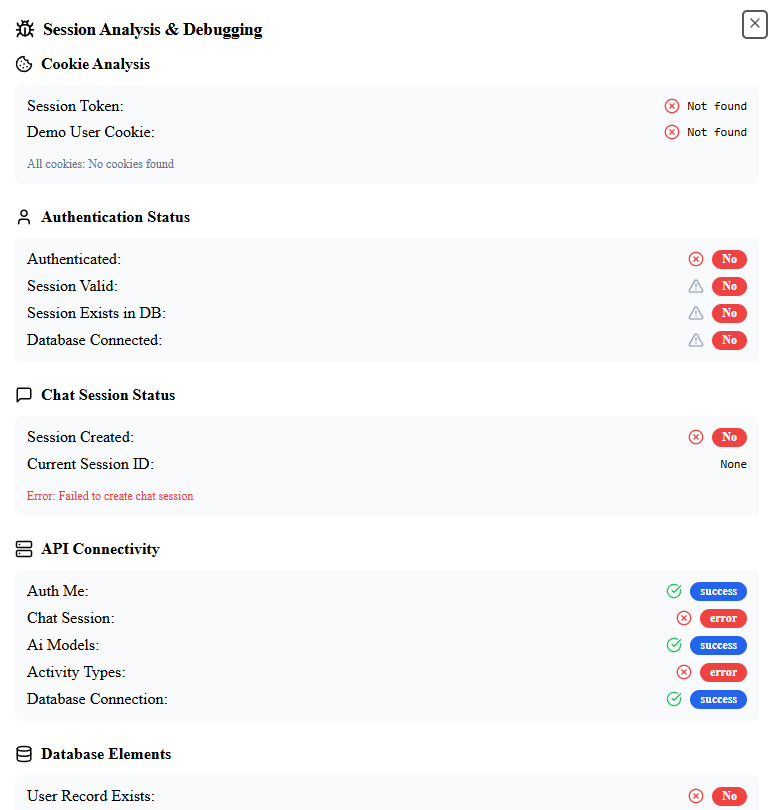 Session Analysis & Debugging
Cookie Analysis
Session Token: Not found
Demo User Cookie: Not found
All cookies: No cookies found
Authentication Status
Authenticated: No
Session Valid: No
Session Exists in DB: No
Database Connected: No
Chat Session Status
Session Created: No
Current Session ID: None
Error: Failed to create chat session
API Connectivity
Auth Me: success
Chat Session: error
Ai Models: success
Activity Types: error
Database Connection: success
Database Elements
User Record Exists: No